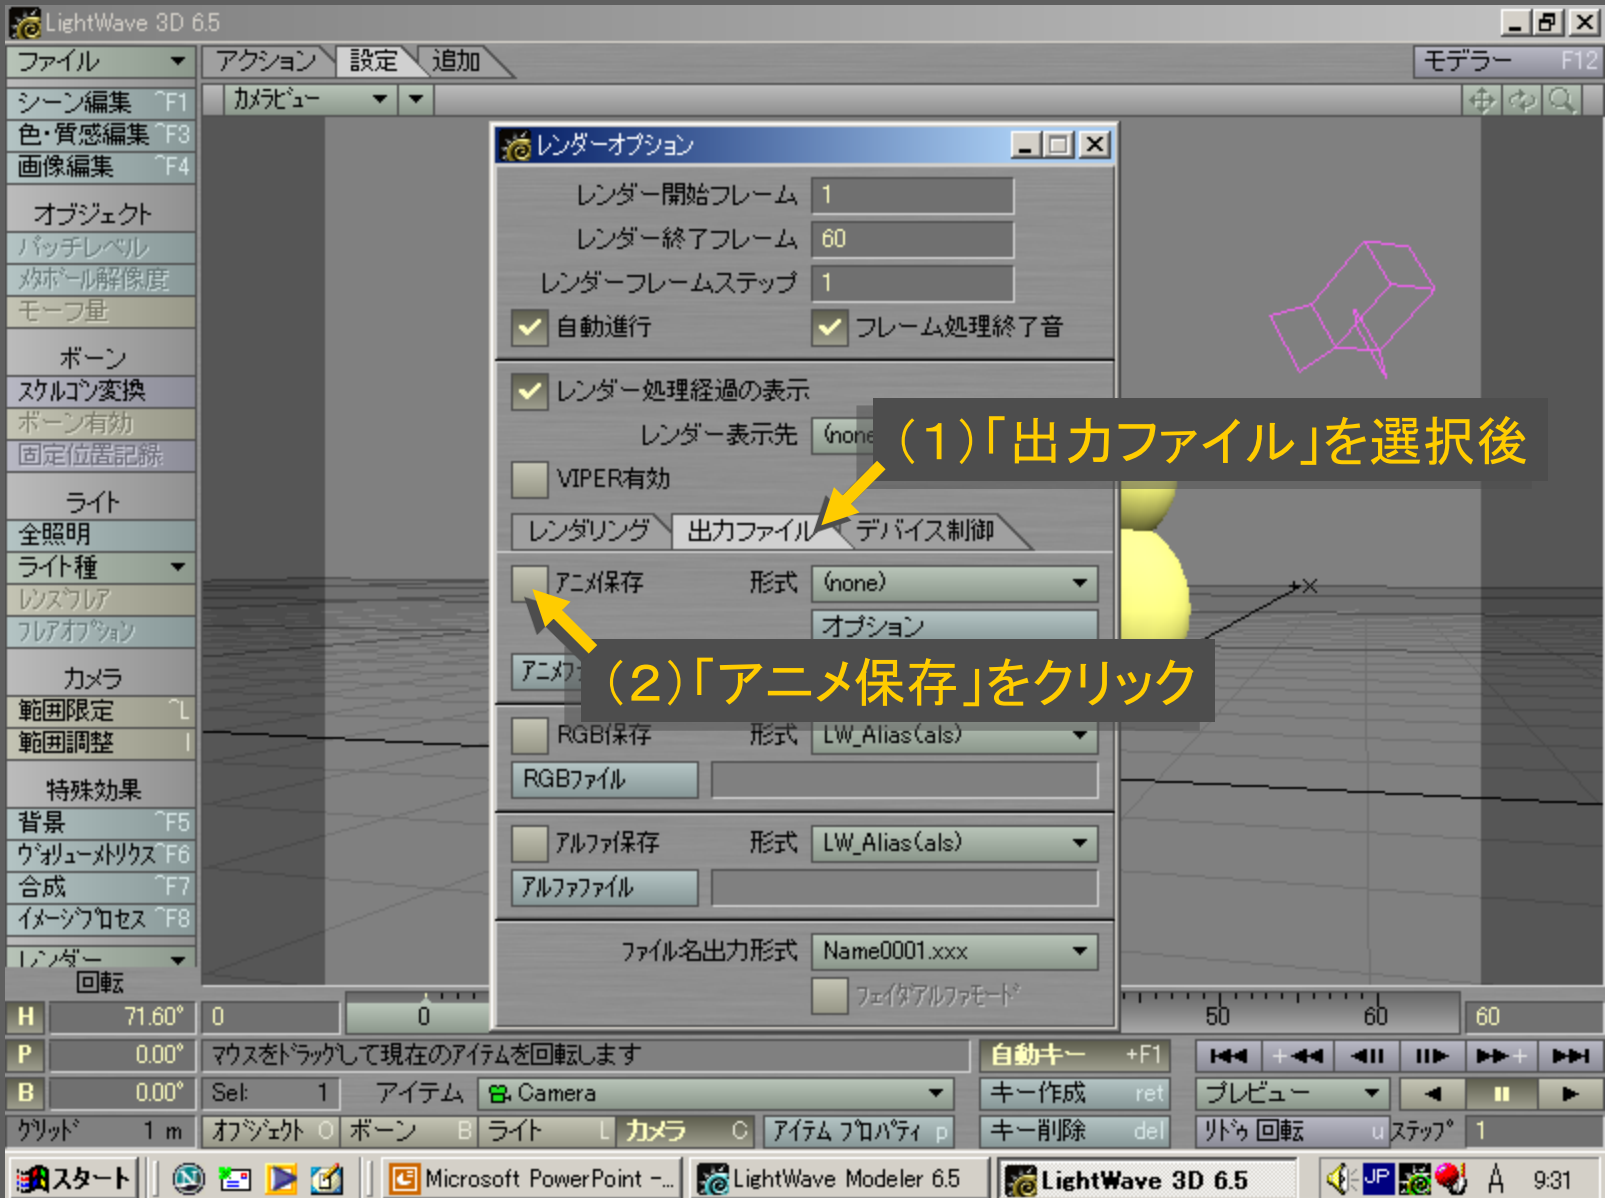 LightWave 3D 6.5
ファイル
アクション
設定
追加
モデラー F12
シーン編集 ^F1
カメラビュー
色・質感編集 ^F3
画像編集 ^F4
オブジェクト
パッチレベル
メタボール解像度
モーフ量
ボーン
スケルゴン変換
ボーン有効
固定位置記録
ライト
全照明
ライト種
レンズフレア
フレアオプション
カメラ
範囲限定 ^L
範囲調整 |
特殊効果
背景 ^F5
ヴォリューメトリクス ^F6
合成 ^F7
イメージプロセス ^F8
レンダー
レンダーオプション
レンダー開始フレーム 1
レンダー終了フレーム 60
レンダーフレームステップ 1
自動進行
フレーム処理終了音
レンダー処理経過の表示
レンダー表示先 (none
(1)「出力ファイル」を選択後
VIPER有効
レンダリング
出力ファイル
デバイス制御
アニメ保存 形式 (none)
オプション
アニメフ
(2)「アニメ保存」をクリック
RGB保存 形式 LW_Alias(als)
RGBファイル
アルファ保存 形式 LW_Alias(als)
アルファファイル
ファイル名出力形式 Name0001.xxx
フェイダアルファモード
回転
H 71.60° 0 0 50 60 60
P 0.00° マウスをドラッグして現在のアイテムを回転します 自動キー +F1
B 0.00° Sel: 1 アイテム Camera キー作成 ret プレビュー
グリッド 1 m オブジェクト O ボーン B ライト L カメラ C アイテム プロパティ p キー削除 del リドゥ 回転 u ステップ 1
スタート Microsoft PowerPoint -... LightWave Modeler 6.5 LightWave 3D 6.5 JP A 9:31